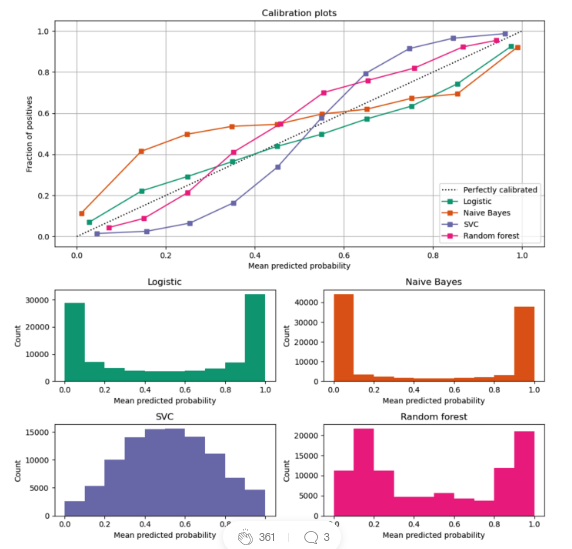 Calibration plots
1.0
0.8
0.6
0.4
0.2
0.0
Fraction of positives
Perfectly calibrated
Logistic
Naive Bayes
SVC
Random forest
0.0 0.2 0.4 0.6 0.8 1.0
Mean predicted probability
Logistic
30000
20000
10000
0
Count
0.0 0.2 0.4 0.6 0.8 1.0
Mean predicted probability
Naive Bayes
40000
30000
20000
10000
0
Count
0.0 0.2 0.4 0.6 0.8 1.0
Mean predicted probability
SVC
15000
10000
5000
0
Count
0.0 0.2 0.4 0.6 0.8
Mean predicted probability
Random forest
20000
15000
10000
5000
0
Count
0.2 0.4 0.6 0.8 1.0
Mean predicted probability
361
3